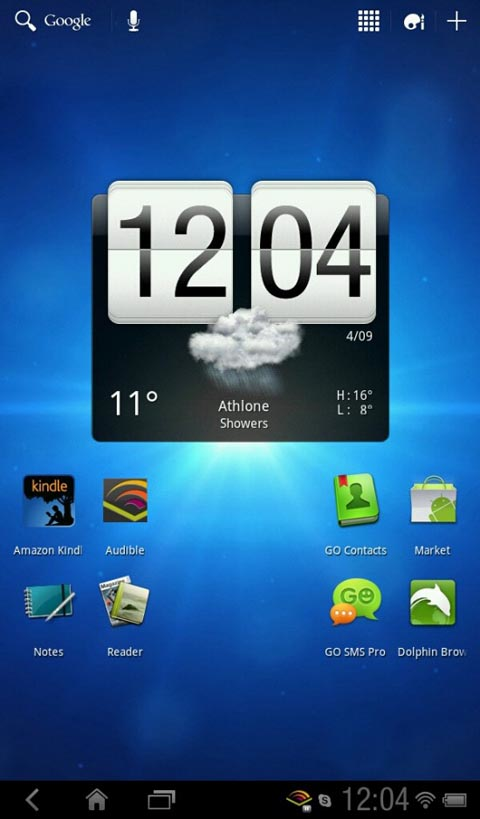 Google
12 04
4/09
11°
H:16°
L: 8°
Athlone
Showers
kindle
Amazon Kindl
Audible
GO Contacts
Market
Magazine
GO
Notes
Reader
GO SMS Pro
Dolphin Brow
12:04